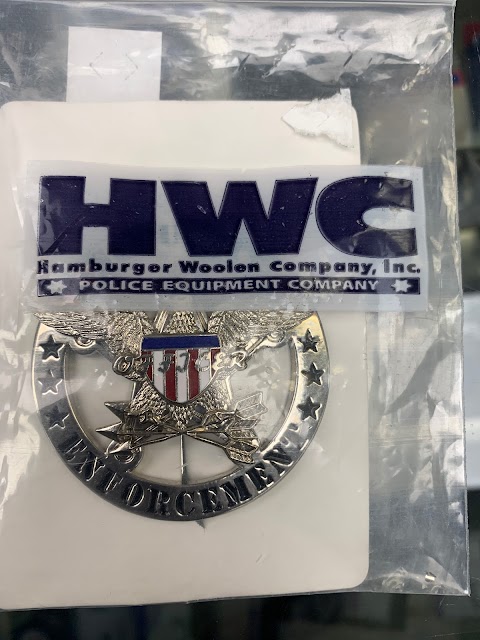 HWC
Hamburger Woolen Company, Inc.
POLICE EQUIPMENT COMPANY
ENFORCEMENT